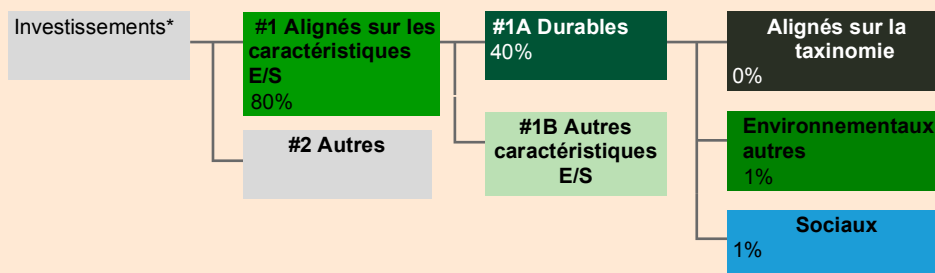 Investissements*
#1 Alignés sur les
caractéristiques
E/S
80%
#2 Autres
#1A Durables
40%
#1B Autres
caractéristiques
E/S
Alignés sur la
taxinomie
0%
Environnementaux
autres
1%
Sociaux
1%